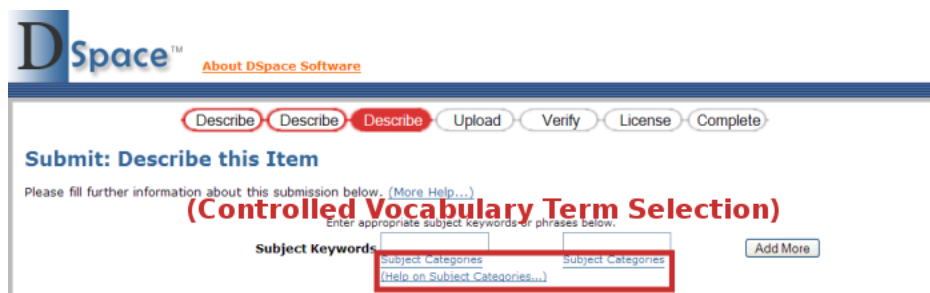 DSpace™
About DSpace Software
Describe Describe Describe Upload Verify License Complete
Submit: Describe this Item
Please fill further information about this submission below. (More Help...)
(Controlled Vocabulary Term Selection)
Enter appropriate subject keywords or phrases below.
Subject Keywords Add More
Subject Categories Subject Categories
(Help on Subject Categories...)